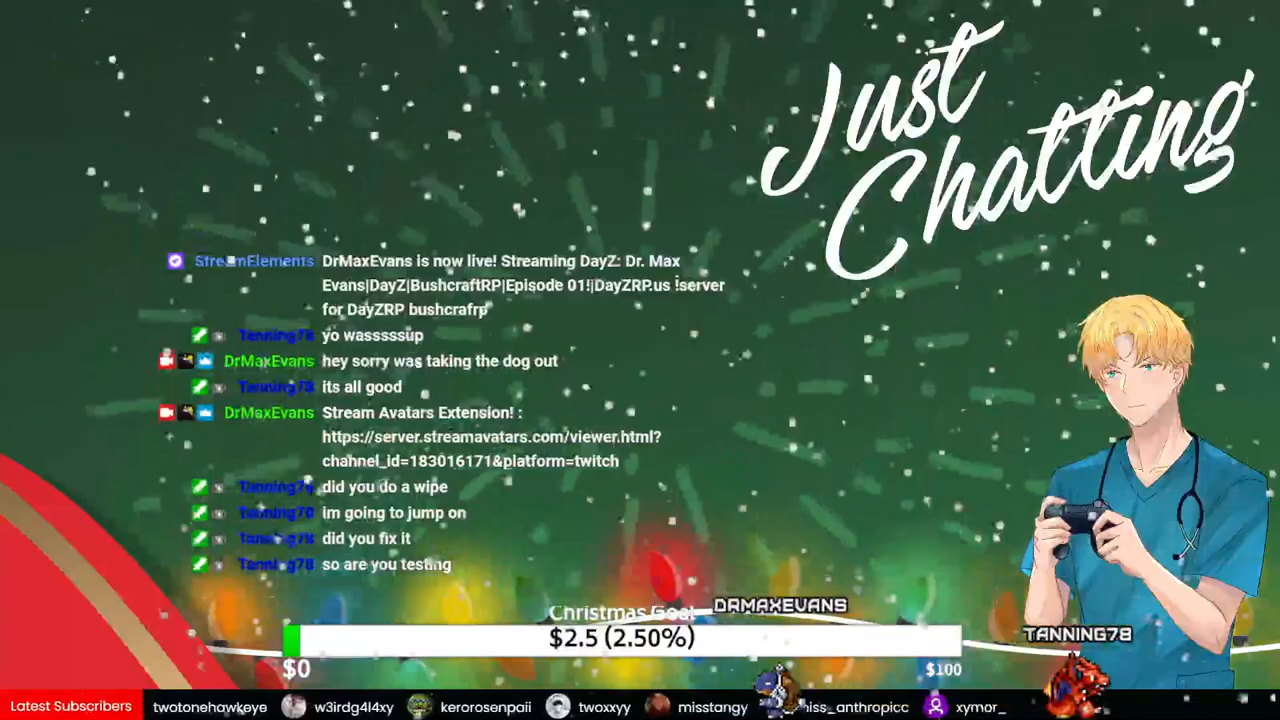 Just
Chatting
StreamElements DrMaxEvans is now live! Streaming DayZ: Dr. Max
Evans|DayZ|BushcraftRP|Episode 01!|DayZRP.us !server
for DayZRP bushcrafrp
Tanning78 yo wasssssup
DrMaxEvans hey sorry was taking the dog out
Tanning78 its all good
DrMaxEvans Stream Avatars Extension! :
https://server.streamavatars.com/viewer.html?
channel_id=183016171&platform=twitch
Tanning78 did you do a wipe
Tanning78 im going to jump on
Tanning78 did you fix it
Tanning78 so are you testing
Christmas Goal
DRMAXEVANS
$2.5 (2.50%)
TANNING78
$0
$100
Latest Subscribers twotonehawkeye w3irdg4l4xy kerorosenpaii twoxxyy misstangy iss_anthropicc xymor_